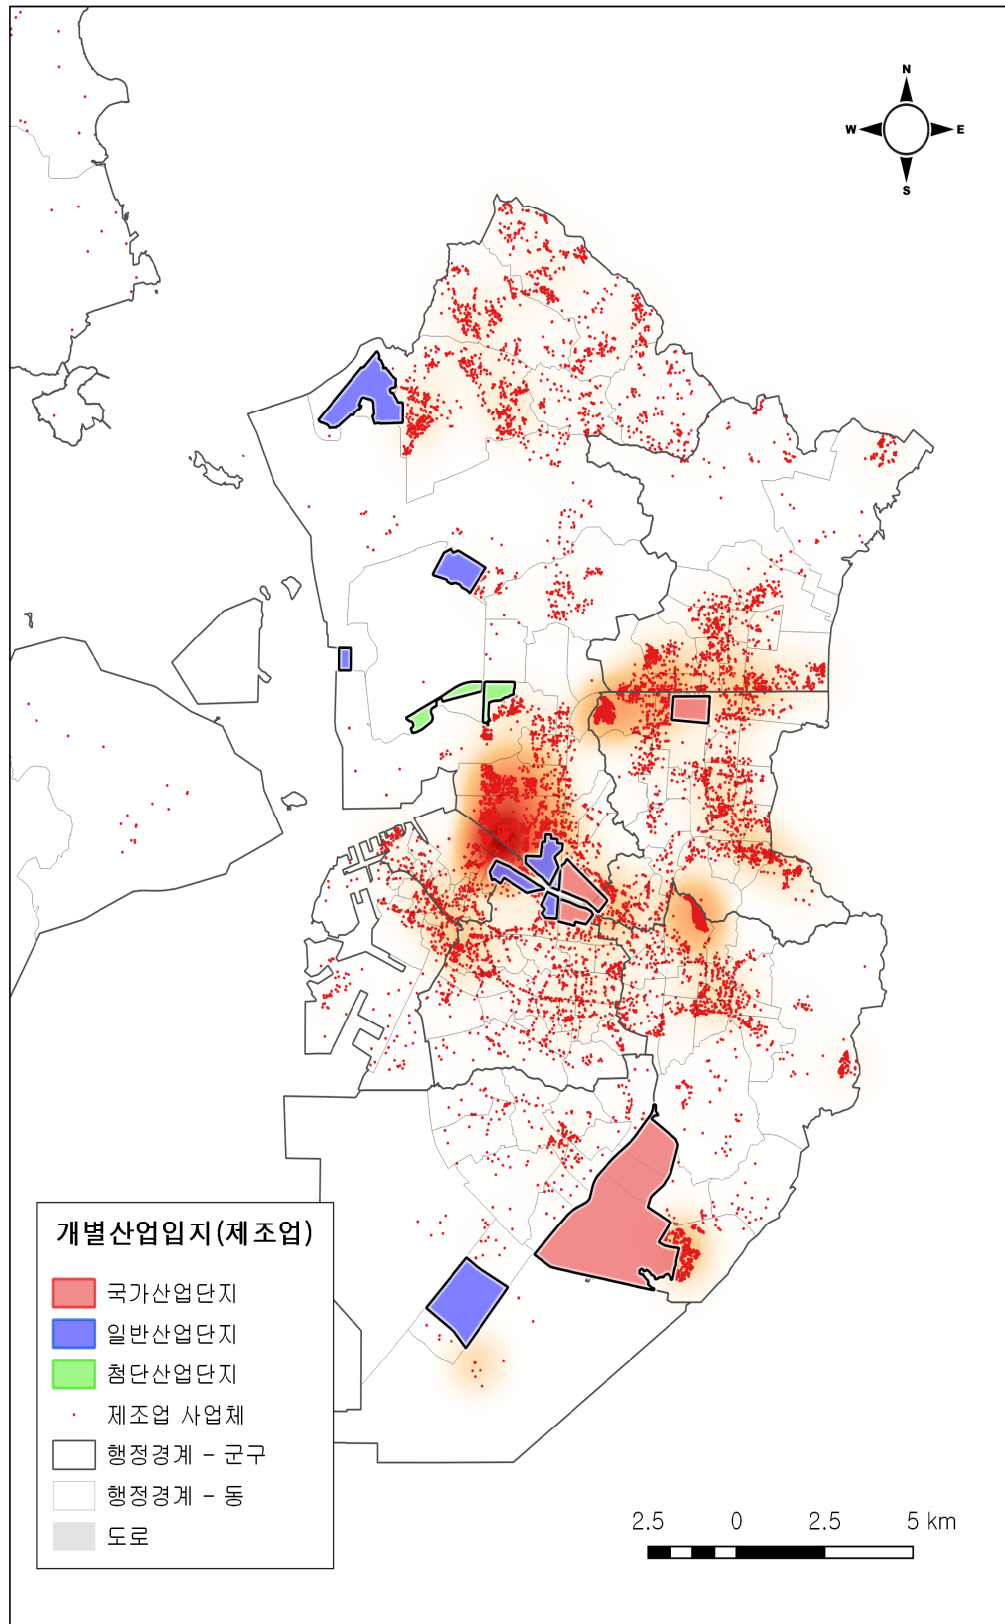 N
W E
S
개별산업입지(제조업)
국가산업단지
일반산업단지
첨단산업단지
제조업 사업체
행정경계 - 군구
행정경계 - 동
도로
2.5 0 2.5 5 km